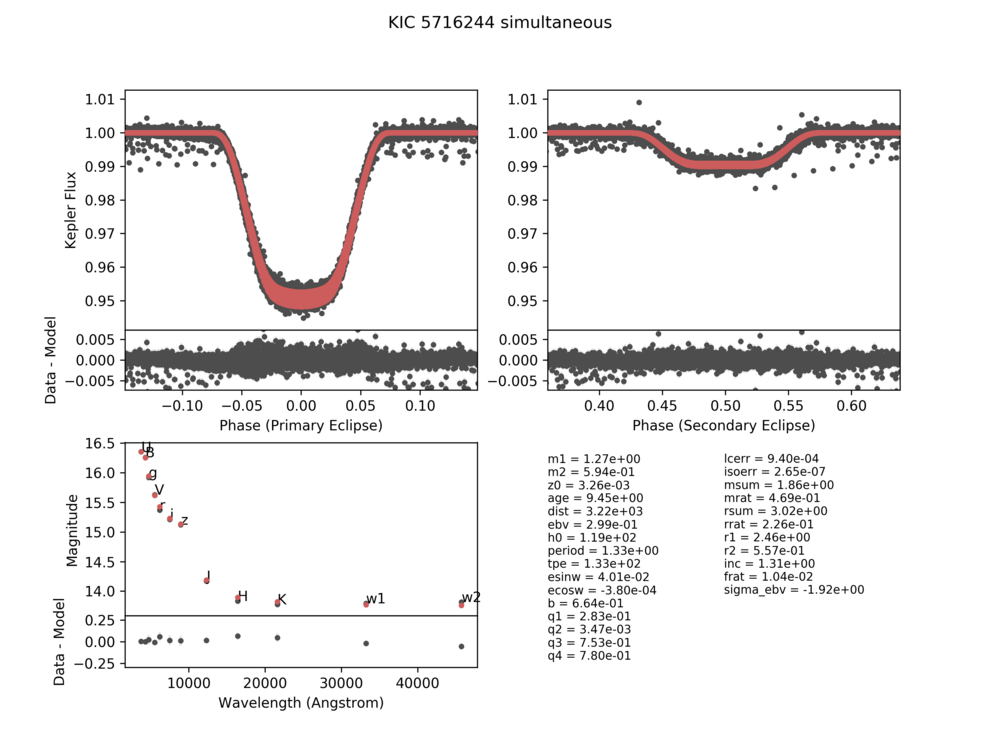 KIC 5716244 simultaneous
1.01
1.00
0.99
0.98
0.97
0.96
0.95
Kepler Flux
0.005
0.000
−0.005
Data - Model
−0.10
−0.05
0.00
0.05
0.10
Phase (Primary Eclipse)
1.01
1.00
0.99
0.98
0.97
0.96
0.95
0.005
0.000
−0.005
0.40
0.45
0.50
0.55
0.60
Phase (Secondary Eclipse)
16.5
16.0
15.5
15.0
14.5
14.0
Magnitude
U
B
g
V
r
i
z
J
H
K
w1
w2
0.25
0.00
−0.25
Data - Model
10000
20000
30000
40000
Wavelength (Angstrom)
m1 = 1.27e+00
m2 = 5.94e-01
z0 = 3.26e-03
age = 9.45e+00
dist = 3.22e+03
ebv = 2.99e-01
h0 = 1.19e+02
period = 1.33e+00
tpe = 1.33e+02
esinw = 4.01e-02
ecosw = -3.80e-04
b = 6.64e-01
q1 = 2.83e-01
q2 = 3.47e-03
q3 = 7.53e-01
q4 = 7.80e-01
lcerr = 9.40e-04
isoerr = 2.65e-07
msum = 1.86e+00
mrat = 4.69e-01
rsum = 3.02e+00
rrat = 2.26e-01
r1 = 2.46e+00
r2 = 5.57e-01
inc = 1.31e+00
frat = 1.04e-02
sigma_ebv = -1.92e+00